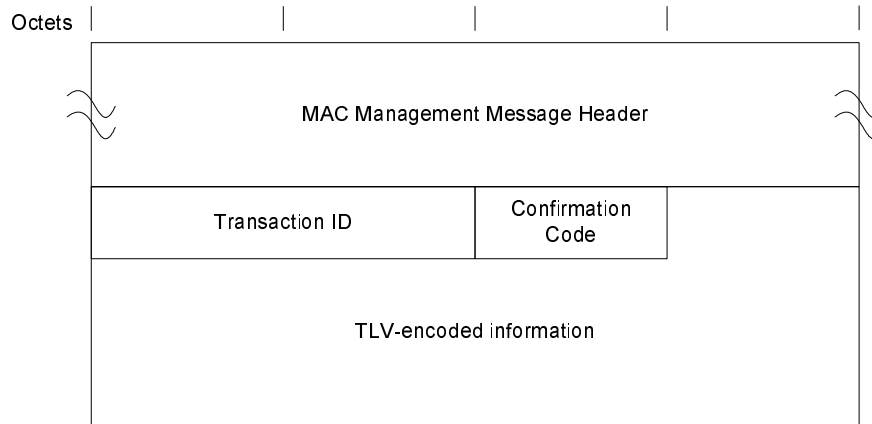 Octets
MAC Management Message Header
Transaction ID
Confirmation
Code
TLV-encoded information